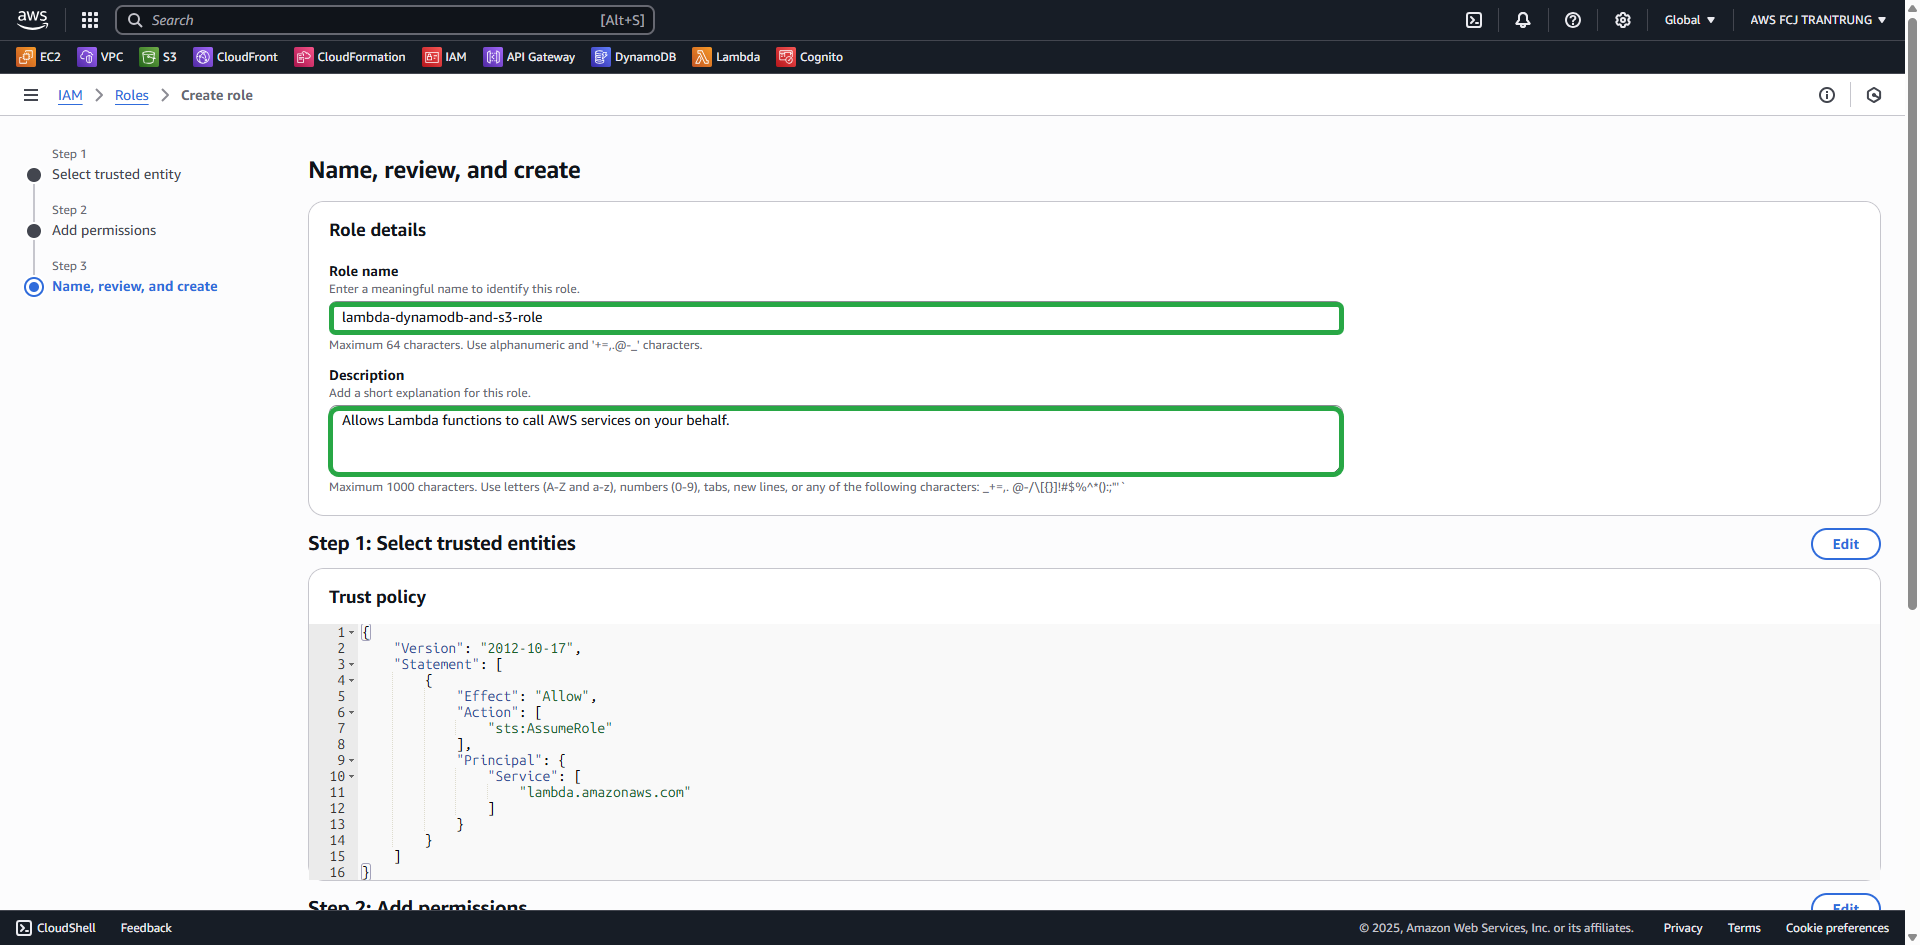 aws
Search [Alt+S]
Global AWS FCJ TRANTRUNG
EC2 VPC S3 CloudFront CloudFormation IAM API Gateway DynamoDB Lambda Cognito
IAM Roles Create role
Step 1
Select trusted entity
Step 2
Add permissions
Step 3
Name, review, and create
Name, review, and create
Role details
Role name
Enter a meaningful name to identify this role.
lambda-dynamodb-and-s3-role
Maximum 64 characters. Use alphanumeric and '+=,.@-_' characters.
Description
Add a short explanation for this role.
Allows Lambda functions to call AWS services on your behalf.
Maximum 1000 characters. Use letters (A-Z and a-z), numbers (0-9), tabs, new lines, or any of the following characters: _+=,. @-/\[{}]!#$%^*();:"'`
Step 1: Select trusted entities
Edit
Trust policy
1 {
2 "Version": "2012-10-17",
3 "Statement": [
4 {
5 "Effect": "Allow",
6 "Action": [
7 "sts:AssumeRole"
8 ],
9 "Principal": {
10 "Service": [
11 "lambda.amazonaws.com"
12 ]
13 }
14 }
15 ]
16 }
Step 2: Add permissions
Edit
CloudShell Feedback
© 2025, Amazon Web Services, Inc. or its affiliates. Privacy Terms Cookie preferences